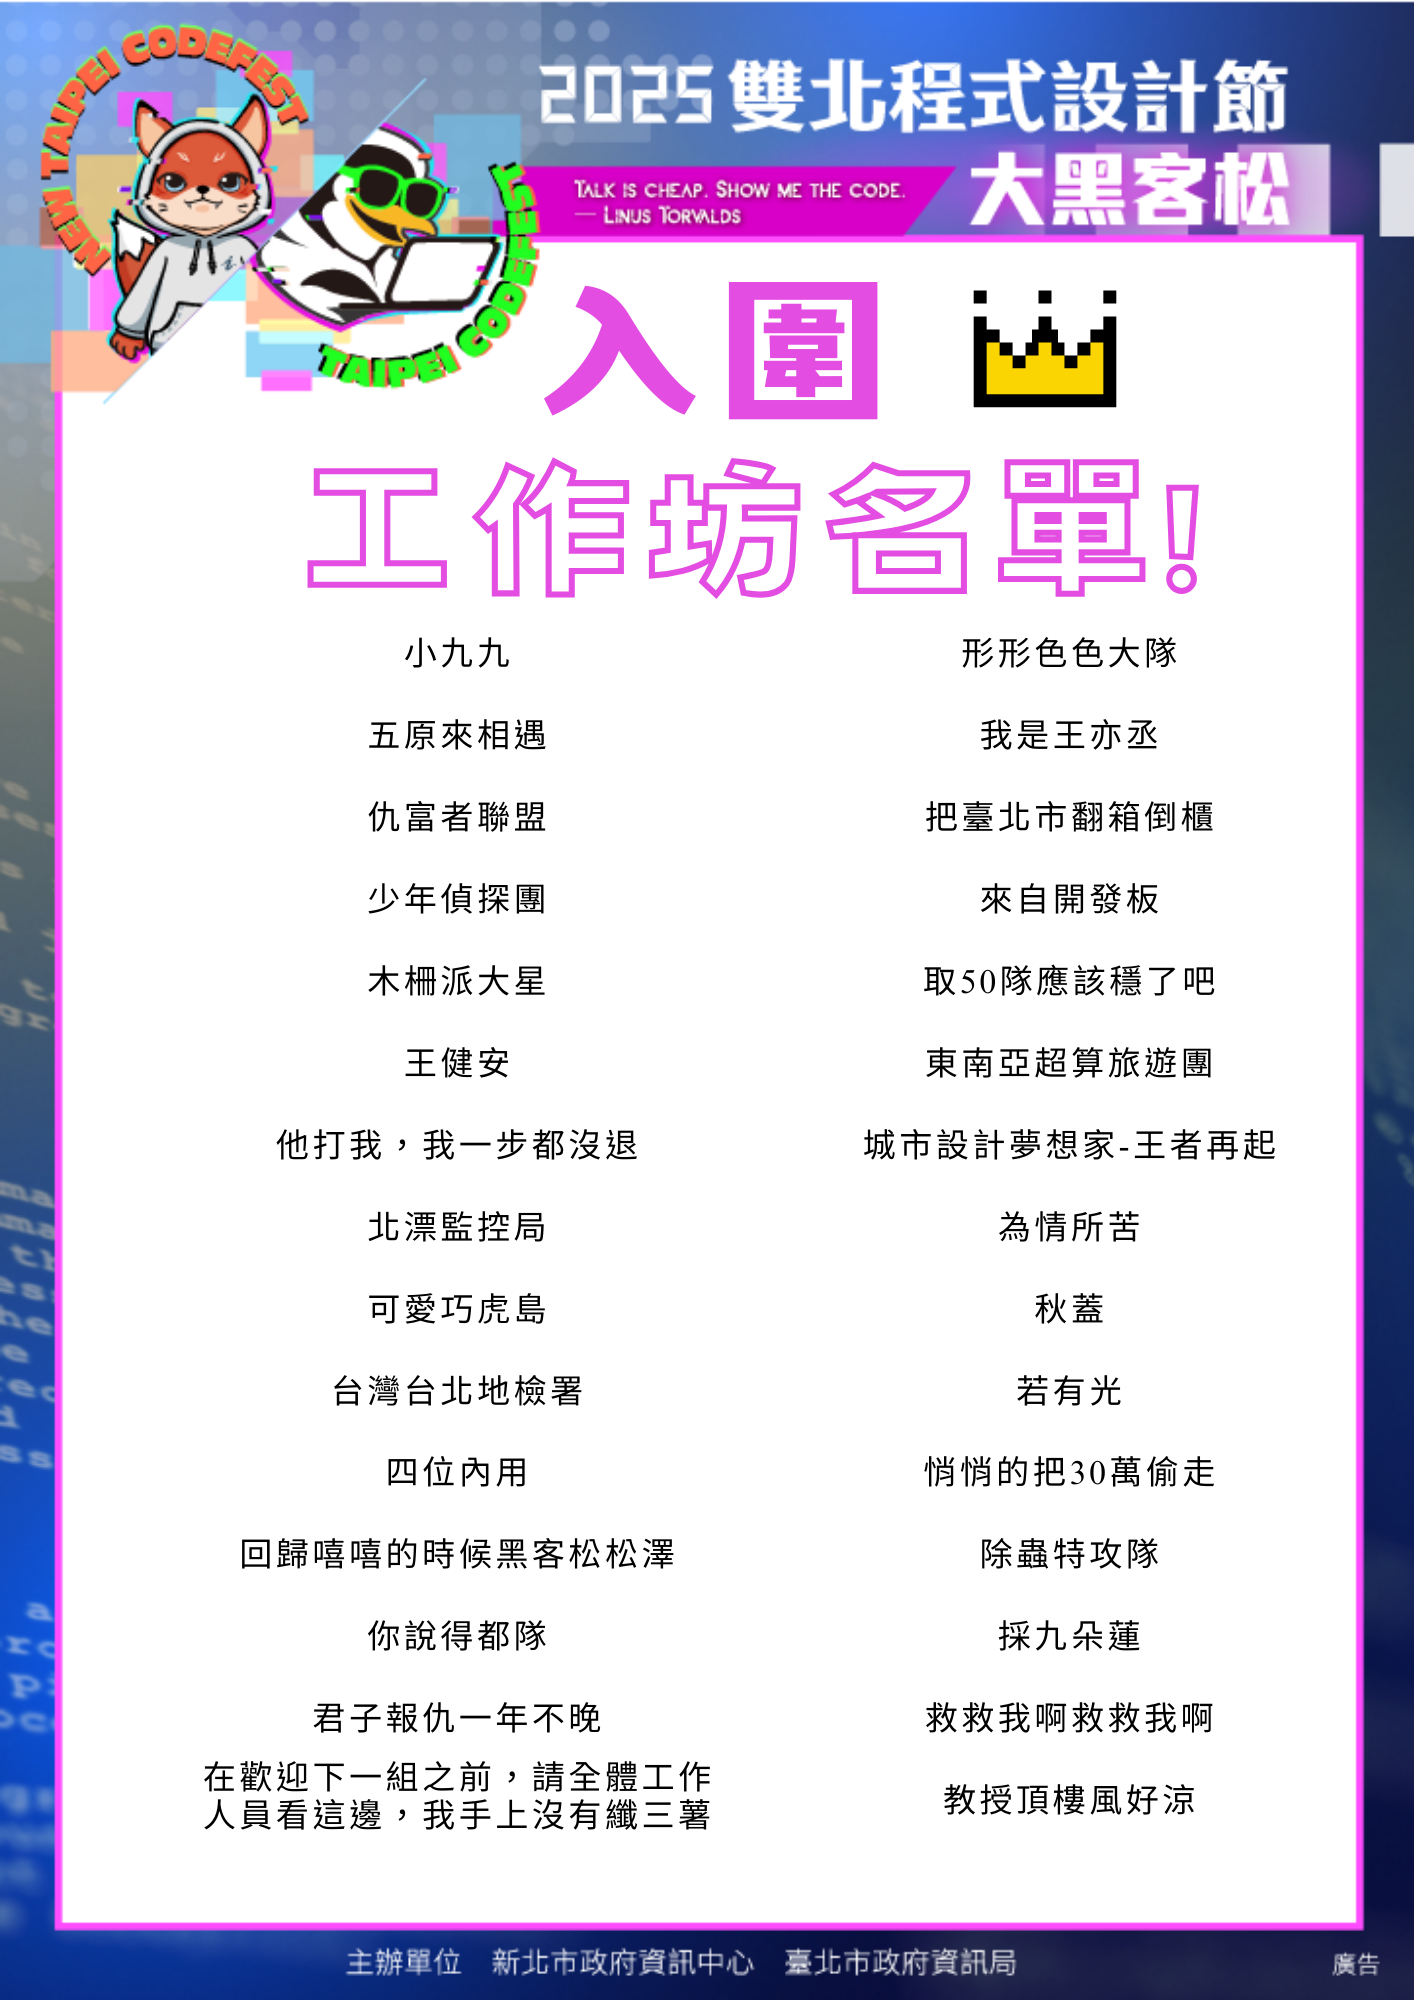 NEW TAIPEI CODEFEST
TAIPEI CODEFEST
2025 雙北程式設計節
大黑客松
TALK IS CHEAP. SHOW ME THE CODE.
— LINUS TORVALDS
入圍
工作坊名單!
小九九
形形色色大隊
五原來相遇
我是王亦丞
仇富者聯盟
把臺北市翻箱倒櫃
少年偵探團
來自開發板
木柵派大星
取50隊應該穩了吧
王健安
東南亞超算旅遊團
他打我，我一步都沒退
城市設計夢想家-王者再起
北漂監控局
為情所苦
可愛巧虎島
秋蓋
台灣台北地檢署
若有光
四位內用
悄悄的把30萬偷走
回歸嘻嘻的時候黑客松松澤
除蟲特攻隊
你說得都隊
採九朵蓮
君子報仇一年不晚
救救我啊救救我啊
在歡迎下一組之前，請全體工作
人員看這邊，我手上沒有纖三薯
教授頂樓風好涼
主辦單位 新北市政府資訊中心 臺北市政府資訊局
廣告